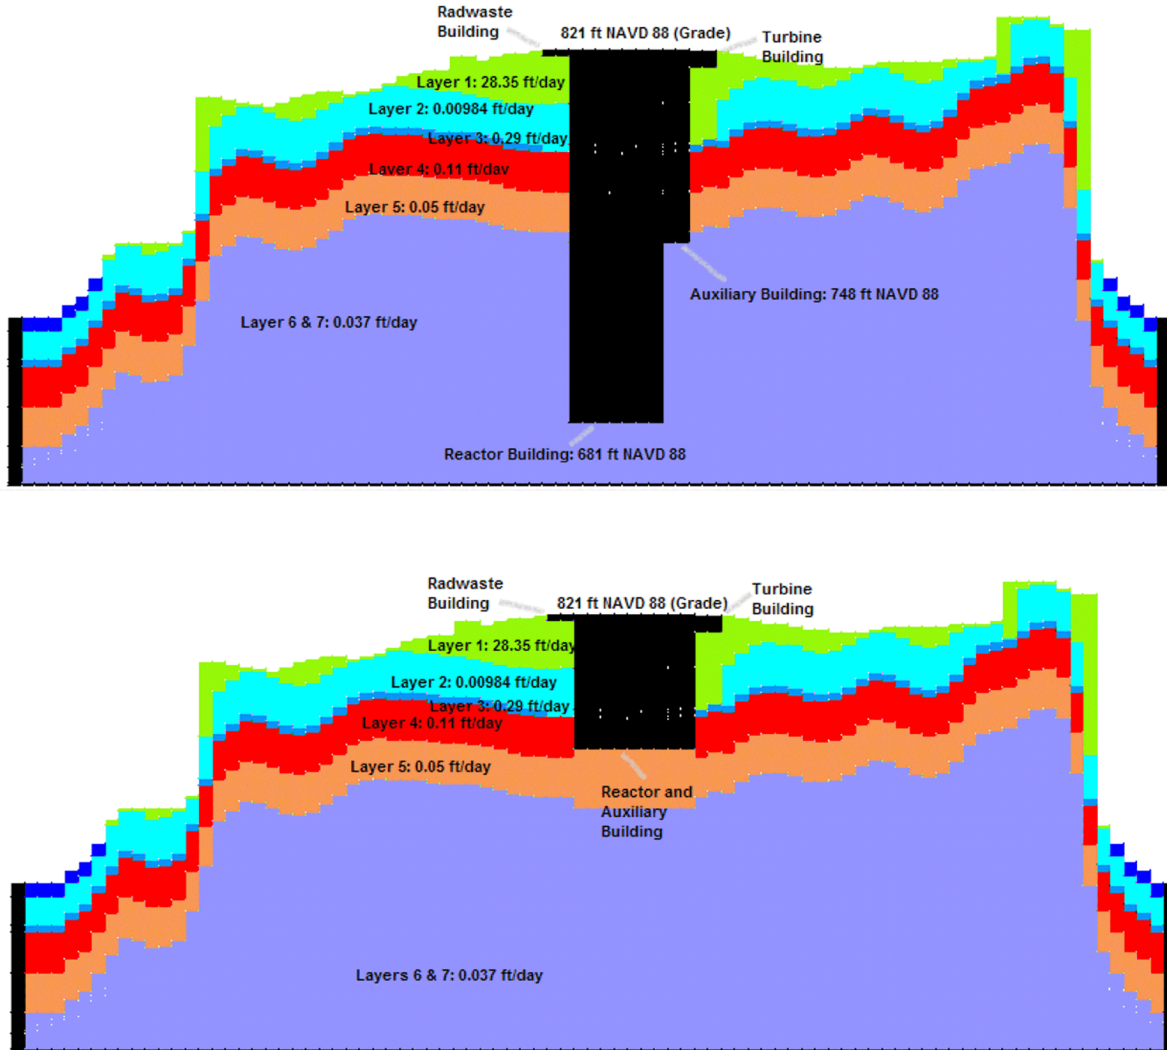 Radwaste
Building
821 ft NAVD 88 (Grade)
Turbine
Building
Layer 1: 28.35 ft/day
Layer 2: 0.00984 ft/day
Layer 3: 0.29 ft/day
Layer 4: 0.11 ft/day
Layer 5: 0.05 ft/day
Auxiliary Building: 748 ft NAVD 88
Layer 6 & 7: 0.037 ft/day
Reactor Building: 681 ft NAVD 88
Radwaste
Building
821 ft NAVD 88 (Grade)
Turbine
Building
Layer 1: 28.35 ft/day
Layer 2: 0.00984 ft/day
Layer 3: 0.29 ft/day
Layer 4: 0.11 ft/day
Layer 5: 0.05 ft/day
Reactor and
Auxiliary
Building
Layers 6 & 7: 0.037 ft/day